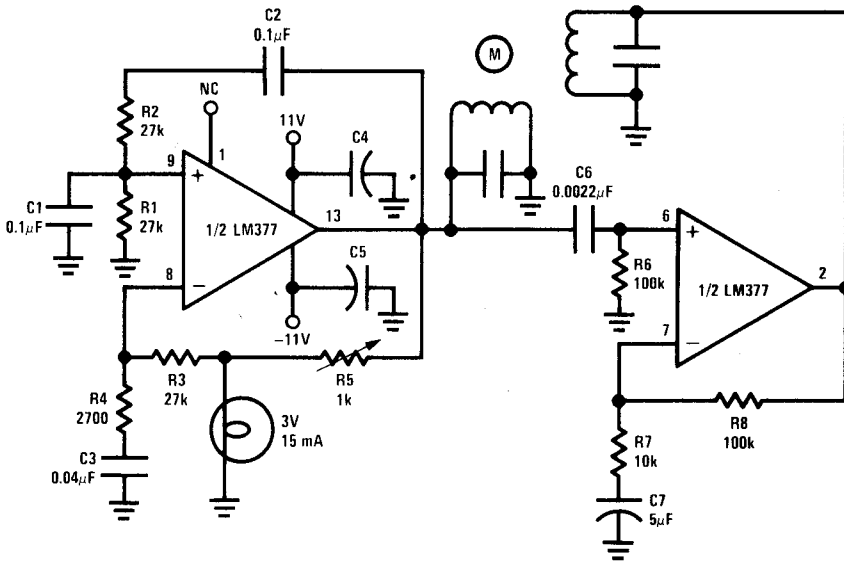 C2
0.1μF
M
NC
R2
27k
11V
C4
9
1
+
C6
0.0022μF
C1
0.1μF
R1
27k
1/2 LM377
13
6
+
8
−
C5
R6
100k
1/2 LM377
2
−11V
7
−
R3
27k
R5
1k
R4
2700
3V
15 mA
R8
100k
R7
10k
C3
0.04μF
C7
5μF